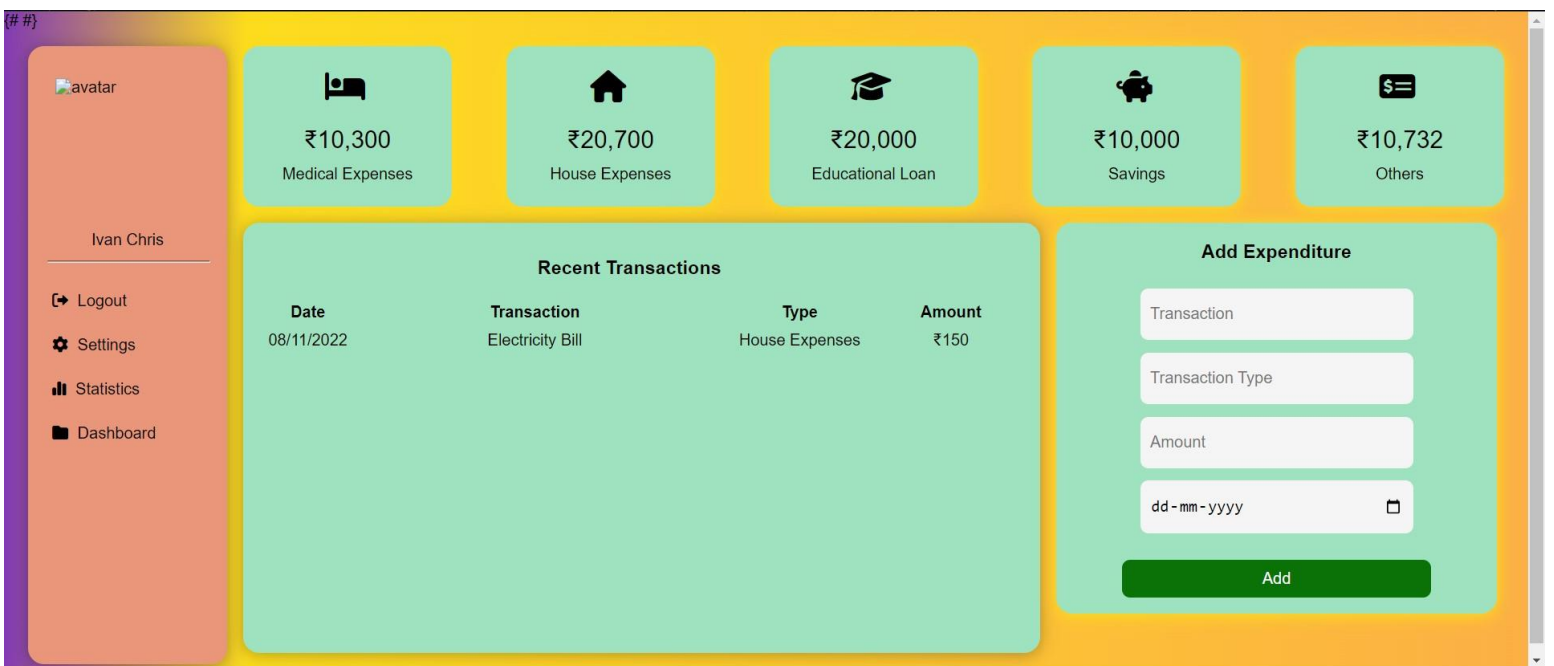 {# #}
avatar
Ivan Chris
Logout
Settings
Statistics
Dashboard
₹10,300
Medical Expenses
₹20,700
House Expenses
₹20,000
Educational Loan
₹10,000
Savings
₹10,732
Others
Recent Transactions
Date Transaction Type Amount
08/11/2022 Electricity Bill House Expenses ₹150
Add Expenditure
Transaction
Transaction Type
Amount
dd-mm-yyyy
Add